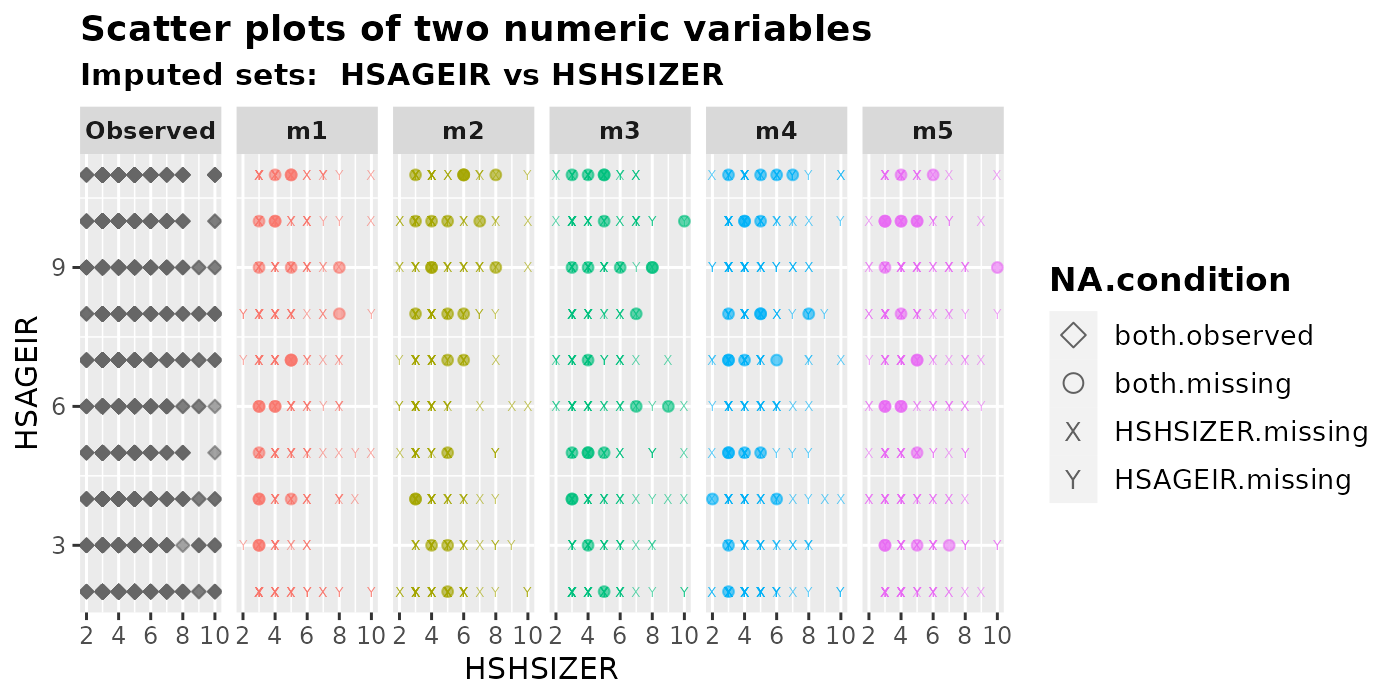 Scatter plots of two numeric variables
Imputed sets:  HSAGEIR vs HSHSIZER
Observed m1 m2 m3 m4 m5
9
6
3
HSAGEIR
2 4 6 8 10 2 4 6 8 10 2 4 6 8 10 2 4 6 8 10 2 4 6 8 10 2 4 6 8 10
HSHSIZER
NA.condition
both.observed
both.missing
X HSHSIZER.missing
Y HSAGEIR.missing